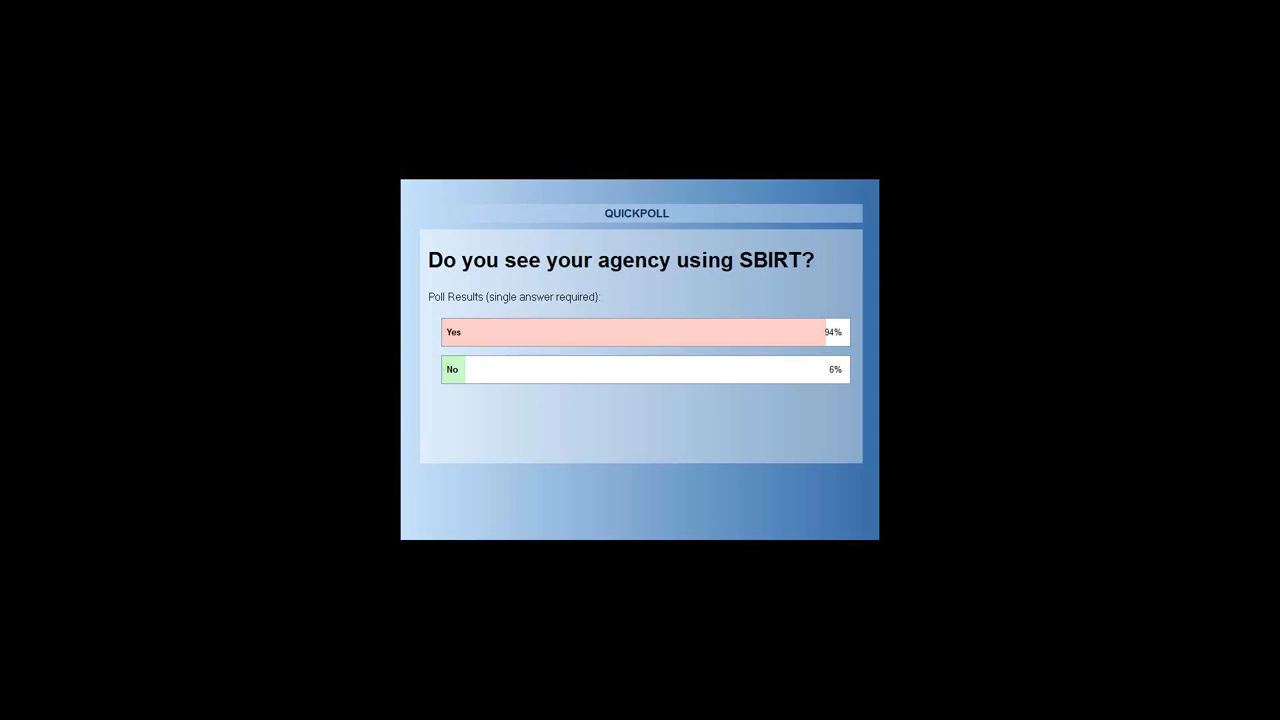 QUICKPOLL
Do you see your agency using SBIRT?
Poll Results (single answer required):
Yes 94%
No 6%